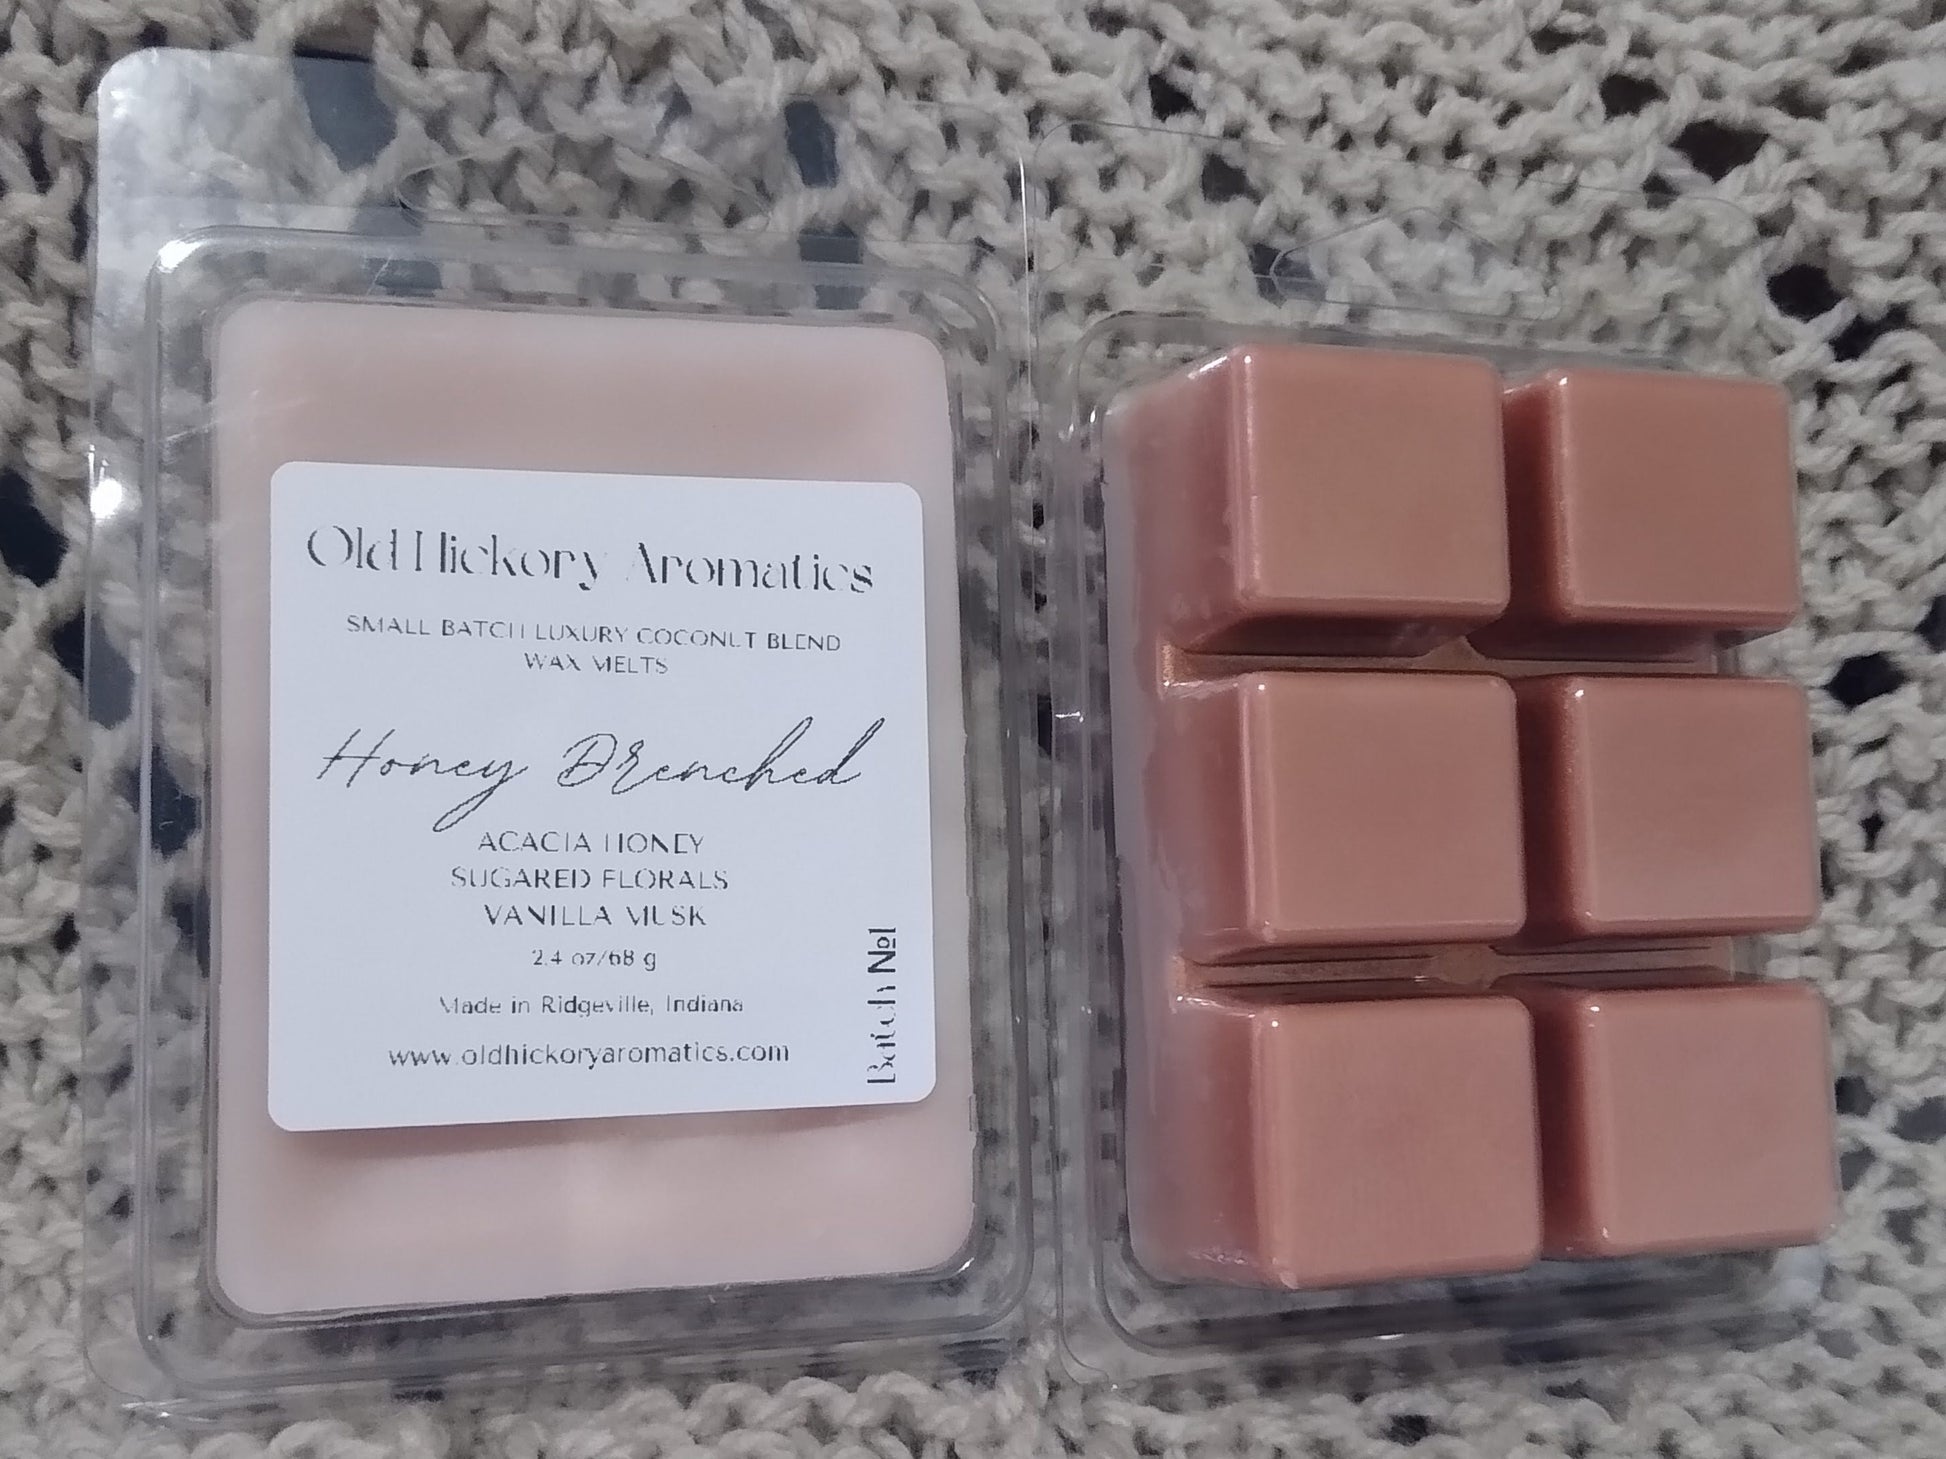 Old Hickory Aromatics
SMALL BATCH LUXURY COCONUT BLEND
WAX MELTS
Honey Drenched
ACACIA HONEY
SUGARED FLORALS
VANILLA MUSK
2.4 oz/68 g
Made in Ridgeville, Indiana
www.oldhickoryaromatics.com
Batch №1